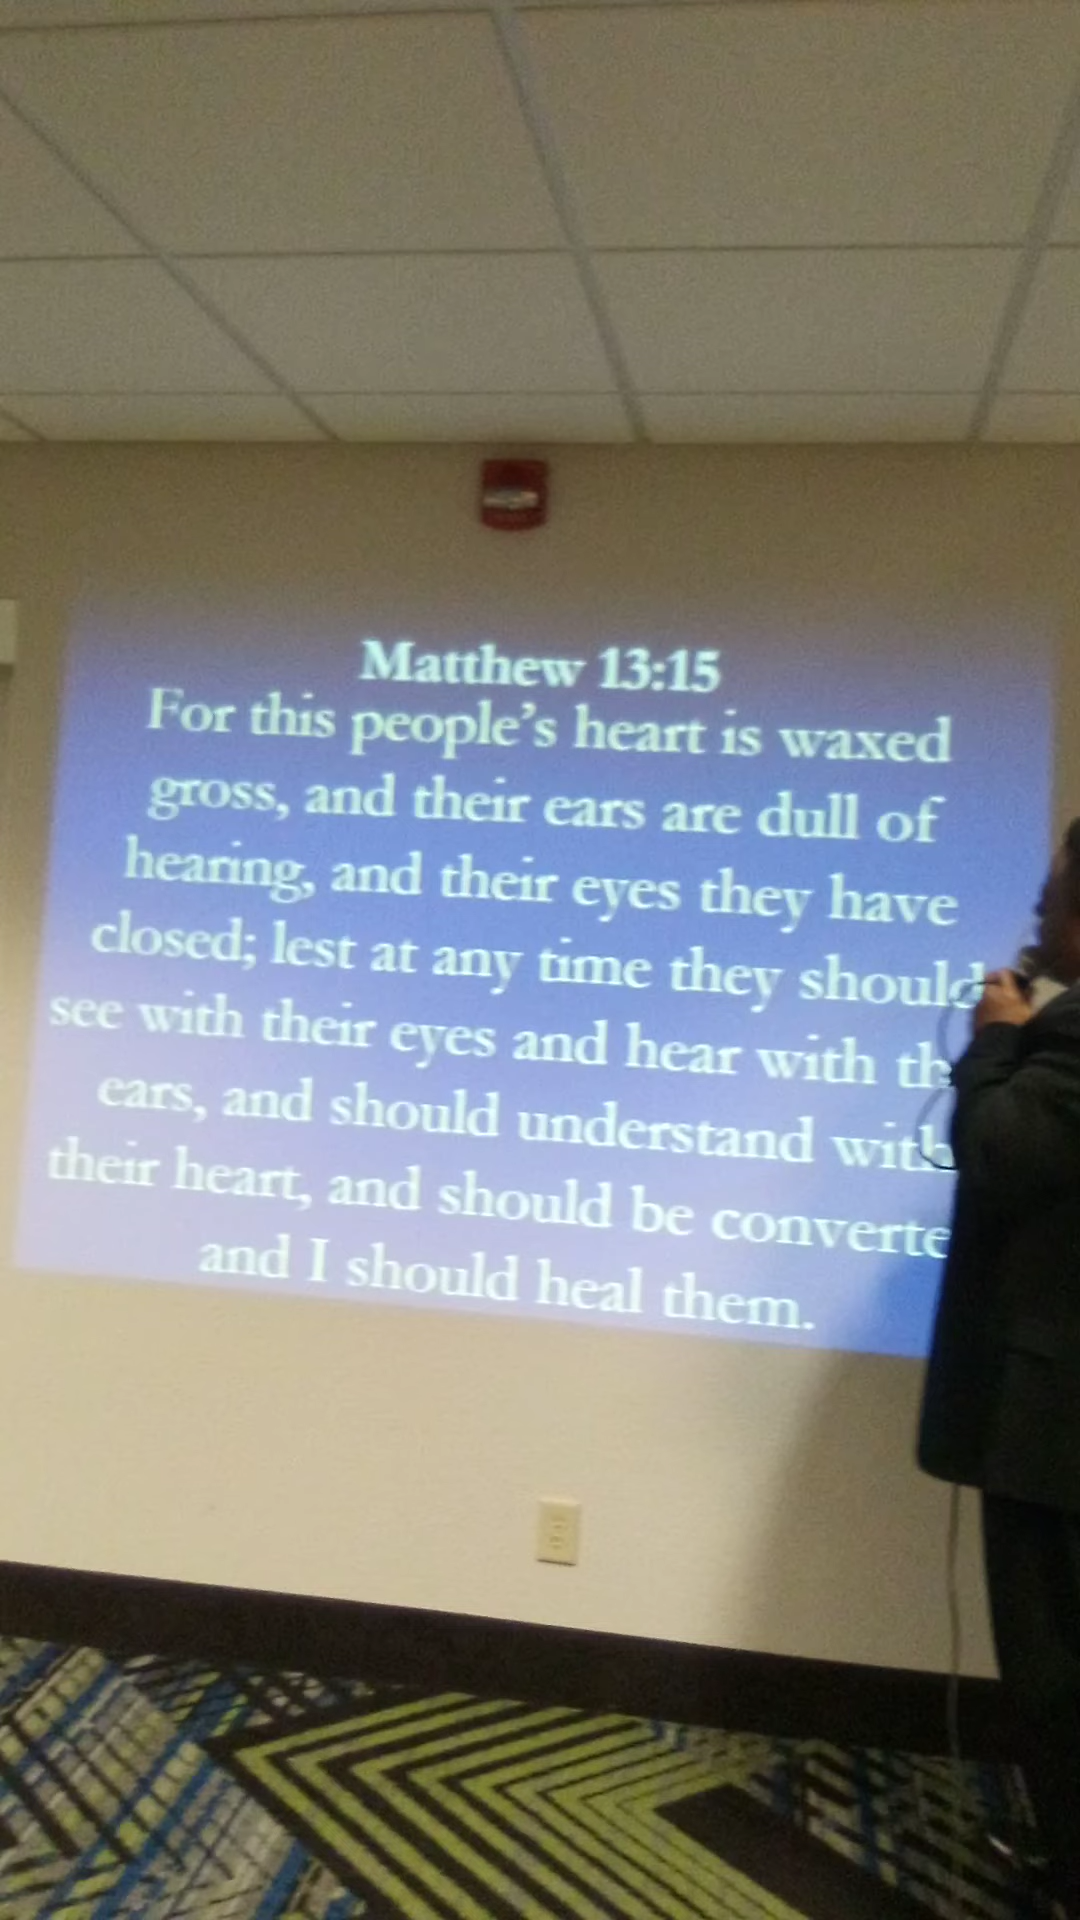 Matthew 13:15
For this people's heart is waxed
gross, and their ears are dull of
hearing, and their eyes they have
closed; lest at any time they should
see with their eyes and hear with
ears, and should understand with
their heart, and should be
and I should heal them.